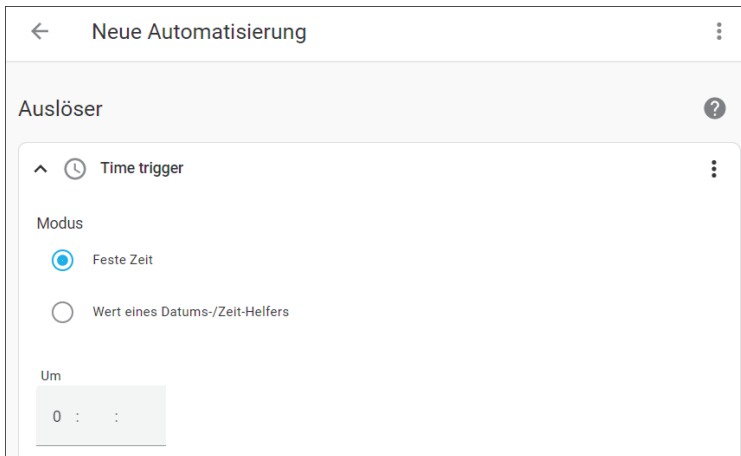 Neue Automatisierung
Auslöser
Time trigger
Modus
Feste Zeit
Wert eines Datums-/Zeit-Helfers
Um
0 : :